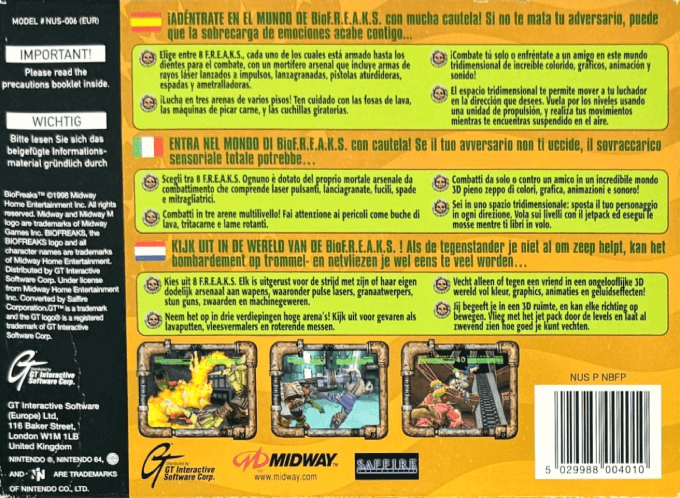 MODEL # NUS-006 (EUR)
IMPORTANT!
Please read the
precautions booklet inside.
WICHTIG
Bitte lesen Sie sich das
beigefügte Informations-
material gründlich durch
BioFreaks™ ©1998 Midway
Home Entertainment Inc. All rights
reserved. Midway and Midway M
logo are trademarks of Midway
Games Inc. BIOFREAKS, the
BIOFREAKS logo and all
character names are trademarks
of Midway Home Entertainment.
Distributed by GT Interactive
Software Corp. Under license
from Midway Home Entertainment
Inc. Converted by Saffire
Corporation.GT™ is a trademark
and the GT logo® is a registered
trademark of GT Interactive
Software Corp.
GT
Distributed by
GT Interactive
Software Corp.
GT Interactive Software
(Europe) Ltd,
116 Baker Street,
London W1M 1LB
United Kingdom
NINTENDO ®, NINTENDO 64,
AND N ARE TRADEMARKS
OF NINTENDO CO., LTD.
¡ADÉNTRATE EN EL MUNDO DE BioF.R.E.A.K.S. con mucha cautela! Si no te mata tu adversario, puede
que la sobrecarga de emociones acabe contigo...
Elige entre 8 F.R.E.A.K.S., cada uno de los cuales está armado hasta los
dientes para el combate, con un mortífero arsenal que incluye armas de
rayos láser lanzados a impulsos, lanzagranadas, pistolas aturdidoras,
espadas y ametralladoras.
¡Lucha en tres arenas de varios pisos! Ten cuidado con las fosas de lava,
las máquinas de picar carne, y las cuchillas giratorias.
¡Combate tú solo o enfréntate a un amigo en este mundo
tridimensional de increíble colorido, gráficos, animación y
sonido!
El espacio tridimensional te permite mover a tu luchador
en la dirección que desees. Vuela por los niveles usando
una unidad de propulsión, y realiza tus movimientos
mientras te encuentras suspendido en el aire.
ENTRA NEL MONDO DI BioF.R.E.A.K.S. con cautela! Se il tuo avversario non ti uccide, il sovraccarico
sensoriale totale potrebbe...
Scegli tra 8 F.R.E.A.K.S. Ognuno è dotato del proprio mortale arsenale da
combattimento che comprende laser pulsanti, lanciagranate, fucili, spade
e mitragliatrici.
Combatti in tre arene multilivello! Fai attenzione ai pericoli come buche di
lava, tritacarne e lame rotanti.
Combatti da solo o contro un amico in un incredibile mondo
3D pieno zeppo di colori, grafica, animazioni e sonoro!
Sei in uno spazio tridimensionale: sposta il tuo personaggio
in ogni direzione. Vola sui livelli con il jetpack ed esegui le
mosse mentre ti libri in volo.
KIJK UIT IN DE WERELD VAN DE BioF.R.E.A.K.S. ! Als de tegenstander je niet al om zeep helpt, kan het
bombardement op trommel- en netvliezen je wel eens te veel worden...
Kies uit 8 F.R.E.A.K.S. Elk is uitgerust voor de strijd met zijn of haar eigen
dodelijk arsenaal aan wapens, waaronder pulse lasers, granaatwerpers,
stun guns, zwaarden en machinegeweren.
Neem het op in drie verdiepingen hoge arena's! Kijk uit voor gevaren als
lavaputten, vleesvermalers en roterende messen.
Vecht alleen of tegen een vriend in een ongelooflijke 3D
wereld vol kleur, graphics, animaties en geluidseffecten!
Jij begeeft je in een 3D ruimte, en kan elke richting op
bewegen. Vlieg met het jet pack door de levels en laat al
zwevend zien hoe goed je kunt vechten.
GT
Distributed by
GT Interactive
Software Corp.
MIDWAY™
www.midway.com
SAFFIRE
NUS P NBFP
5 029988 004010